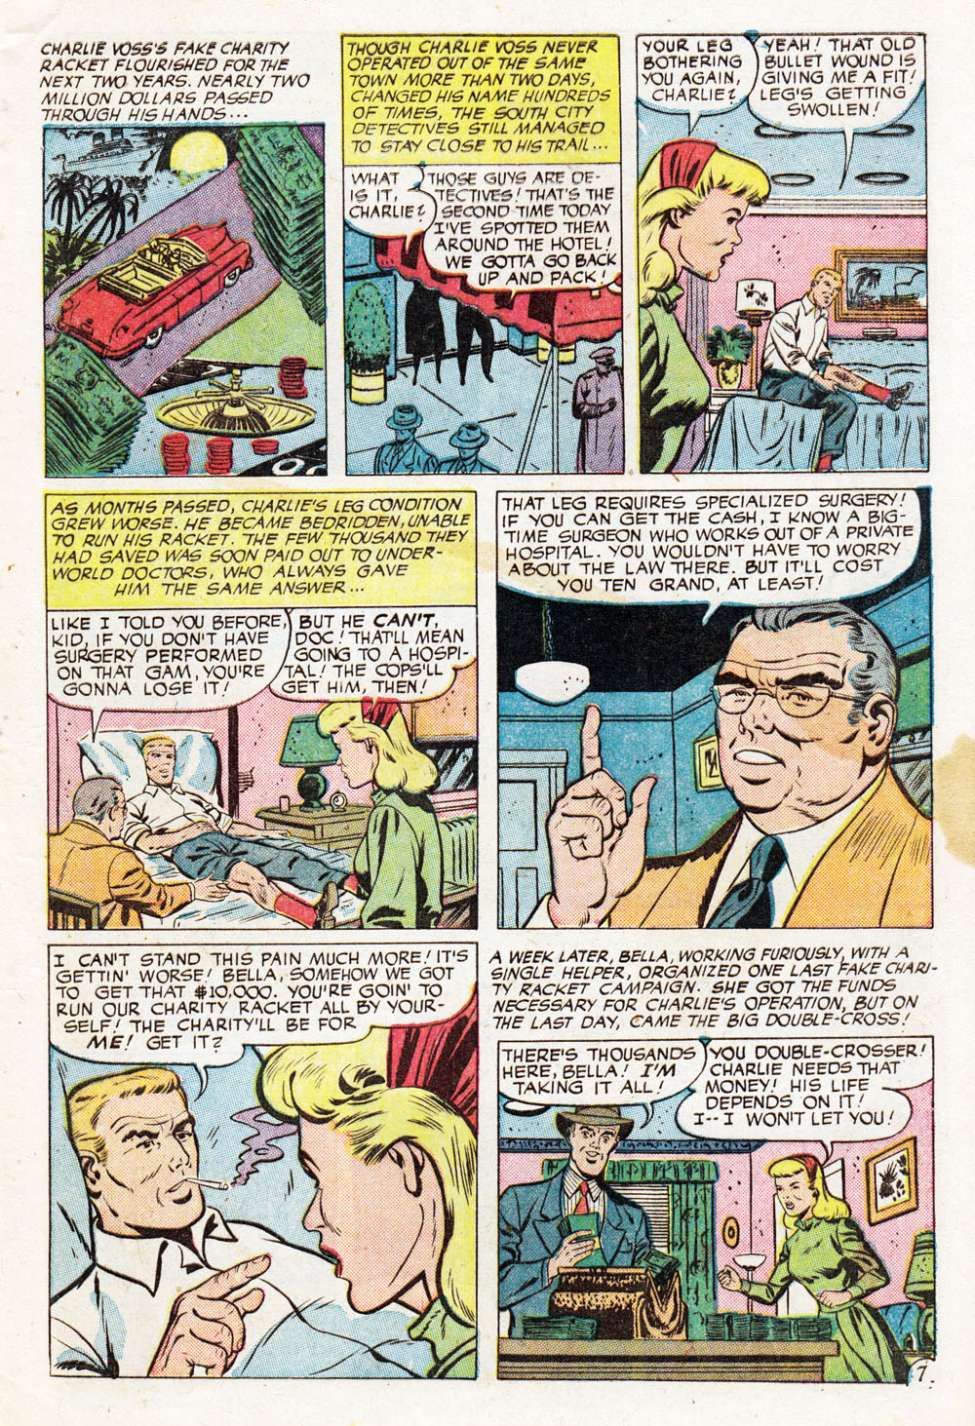 CHARLIE VOSS'S FAKE CHARITY
RACKET FLOURISHED FOR THE
NEXT TWO YEARS. NEARLY TWO
MILLION DOLLARS PASSED
THROUGH HIS HANDS...
THOUGH CHARLIE VOSS NEVER
OPERATED OUT OF THE SAME
TOWN MORE THAN TWO DAYS,
CHANGED HIS NAME HUNDREDS
OF TIMES, THE SOUTH CITY
DETECTIVES STILL MANAGED
TO STAY CLOSE TO HIS TRAIL...
WHAT
IS IT,
CHARLIE?
THOSE GUYS ARE DE-
TECTIVES! THAT'S THE
SECOND TIME TODAY
I'VE SPOTTED THEM
AROUND THE HOTEL!
WE GOTTA GO BACK
UP AND PACK!
YOUR LEG
BOTHERING
YOU AGAIN,
CHARLIE?
YEAH! THAT OLD
BULLET WOUND IS
GIVING ME A FIT!
LEG'S GETTING
SWOLLEN!
AS MONTHS PASSED, CHARLIE'S LEG CONDITION
GREW WORSE. HE BECAME BEDRIDDEN, UNABLE
TO RUN HIS RACKET. THE FEW THOUSAND THEY
HAD SAVED WAS SOON PAID OUT TO UNDER-
WORLD DOCTORS, WHO ALWAYS GAVE
HIM THE SAME ANSWER...
LIKE I TOLD YOU BEFORE,
KID, IF YOU DON'T HAVE
SURGERY PERFORMED
ON THAT GAM, YOU'RE
GONNA LOSE IT!
BUT HE CAN'T,
DOC! THAT'LL MEAN
GOING TO A HOSPI-
TAL! THE COPS'LL
GET HIM, THEN!
THAT LEG REQUIRES SPECIALIZED SURGERY!
IF YOU CAN GET THE CASH, I KNOW A BIG-
TIME SURGEON WHO WORKS OUT OF A PRIVATE
HOSPITAL. YOU WOULDN'T HAVE TO WORRY
ABOUT THE LAW THERE. BUT IT'LL COST
YOU TEN GRAND, AT LEAST!
I CAN'T STAND THIS PAIN MUCH MORE! IT'S
GETTIN' WORSE! BELLA, SOMEHOW WE GOT
TO GET THAT $10,000. YOU'RE GOIN' TO
RUN OUR CHARITY RACKET ALL BY YOUR-
SELF! THE CHARITY'LL BE FOR
ME! GET IT?
A WEEK LATER, BELLA, WORKING FURIOUSLY, WITH A
SINGLE HELPER, ORGANIZED ONE LAST FAKE CHARI-
TY RACKET CAMPAIGN. SHE GOT THE FUNDS
NECESSARY FOR CHARLIE'S OPERATION, BUT ON
THE LAST DAY, CAME THE BIG DOUBLE-CROSS!
THERE'S THOUSANDS
HERE, BELLA! I'M
TAKING IT ALL!
YOU DOUBLE-CROSSER!
CHARLIE NEEDS THAT
MONEY! HIS LIFE
DEPENDS ON IT!
I-- I WON'T LET YOU!
7.